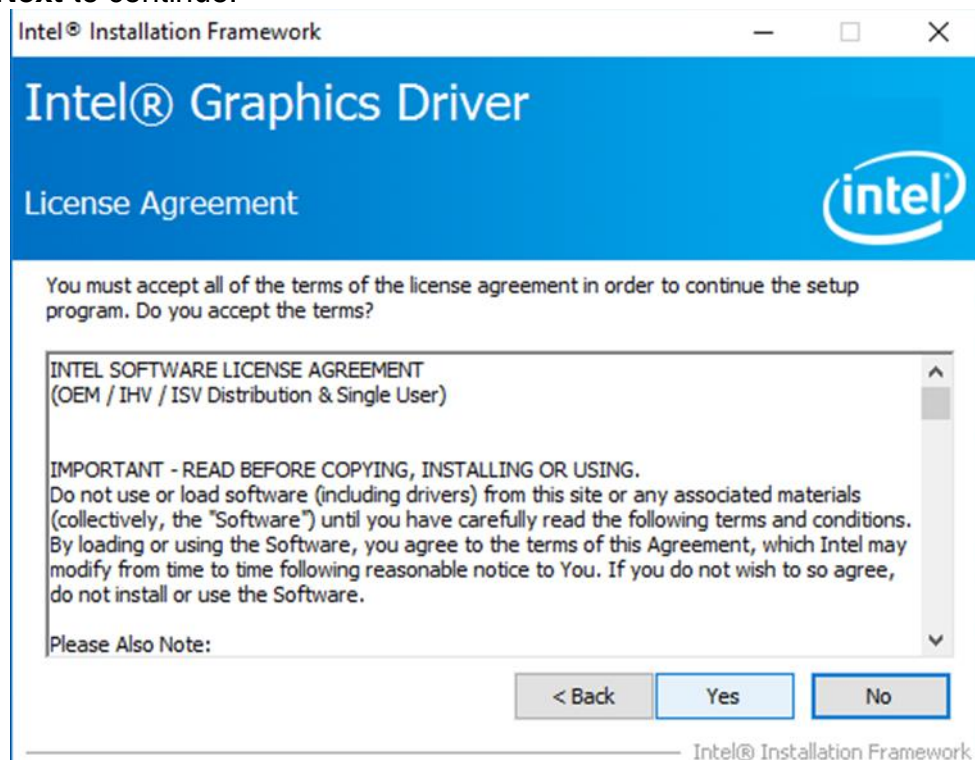 Next to continue.
Intel® Installation Framework
Intel® Graphics Driver
License Agreement
intel
You must accept all of the terms of the license agreement in order to continue the setup
program. Do you accept the terms?
INTEL SOFTWARE LICENSE AGREEMENT
(OEM / IHV / ISV Distribution & Single User)
IMPORTANT - READ BEFORE COPYING, INSTALLING OR USING.
Do not use or load software (including drivers) from this site or any associated materials
(collectively, the "Software") until you have carefully read the following terms and conditions.
By loading or using the Software, you agree to the terms of this Agreement, which Intel may
modify from time to time following reasonable notice to You. If you do not wish to so agree,
do not install or use the Software.
Please Also Note:
< Back Yes No
Intel® Installation Framework